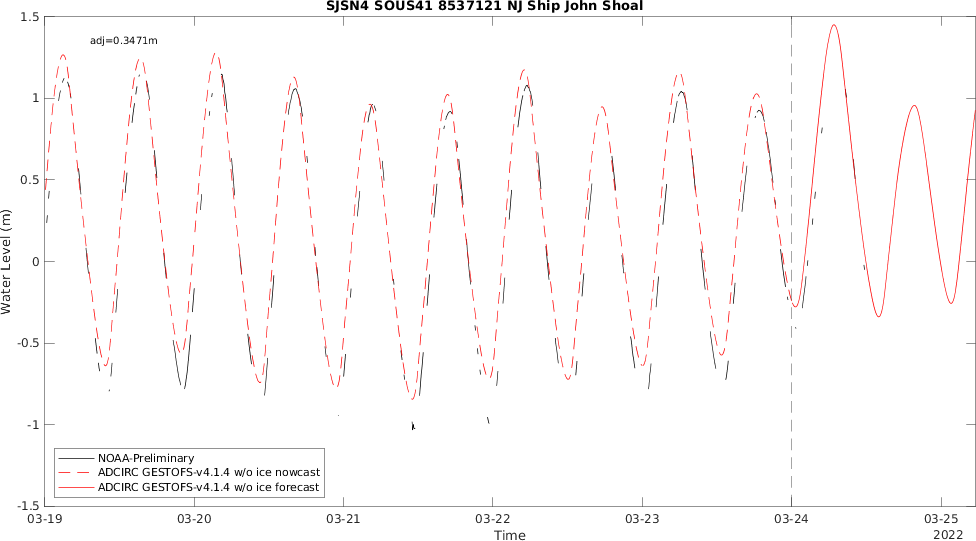 SJSN4 SOUS41 8537121 NJ Ship John Shoal
1.5
adj=0.3471m
1
0.5
0
-0.5
-1
-1.5
Water Level (m)
NOAA-Preliminary
ADCIRC GESTOFS-v4.1.4 w/o ice nowcast
ADCIRC GESTOFS-v4.1.4 w/o ice forecast
03-19 03-20 03-21 03-22 03-23 03-24 03-25
Time
2022